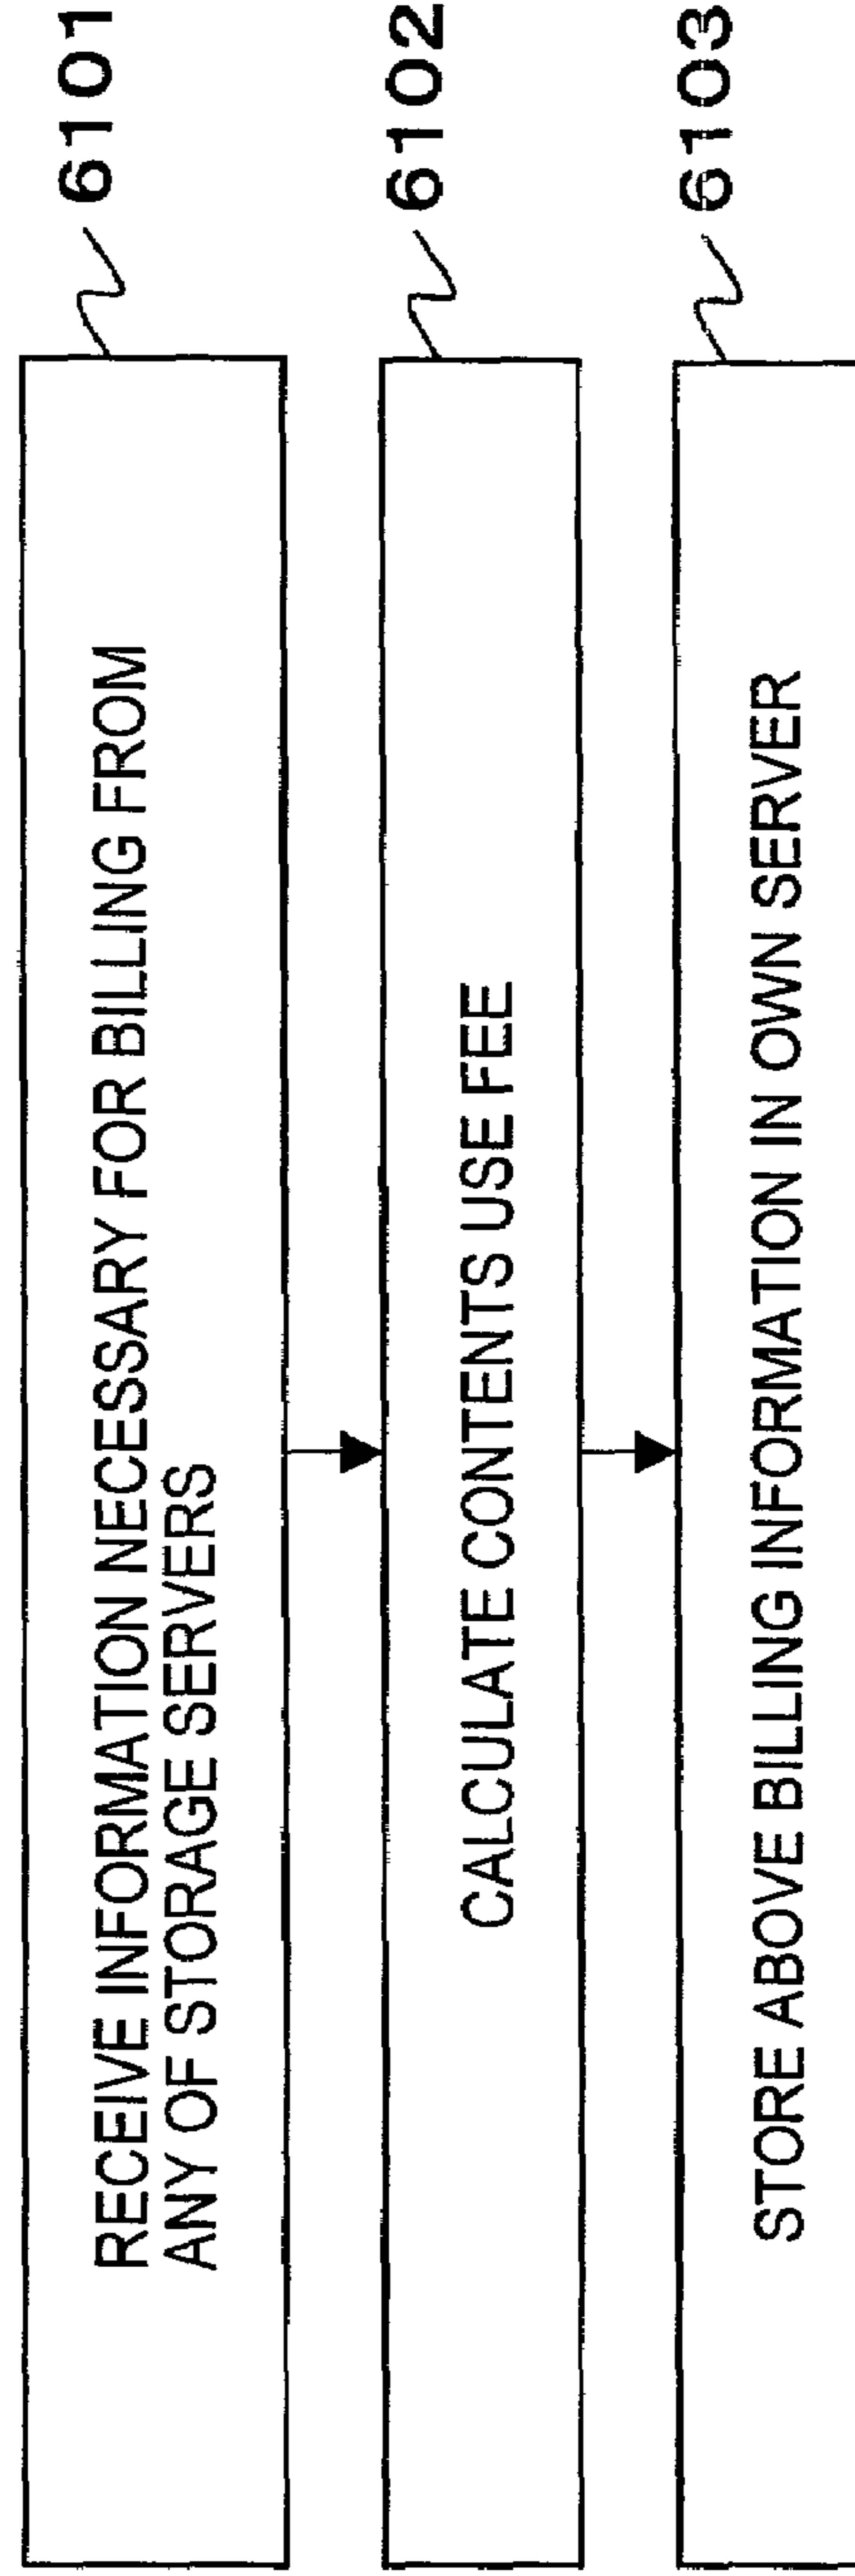 RECEIVE INFORMATION NECESSARY FOR BILLING FROM
ANY OF STORAGE SERVERS
6101
CALCULATE CONTENTS USE FEE
6102
STORE ABOVE BILLING INFORMATION IN OWN SERVER
6103